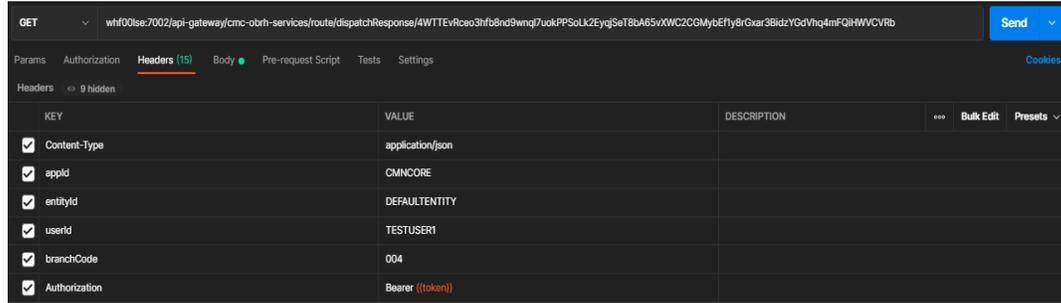 GET whf00lse:7002/api-gateway/cmc-obrh-services/route/dispatchResponse/4WTTEvRceo3hfb8nd9wnql7uokPPSoLk2EyqjSeT8bA65vXWC2CGMybEf1y8rGxar3BidzYGdVhq4mFQiHWVCVRb Send
Params Authorization Headers (15) Body Pre-request Script Tests Settings Cookies
Headers 9 hidden
KEY VALUE DESCRIPTION ooo Bulk Edit Presets
Content-Type application/json
appId CMNCORE
entityId DEFAULTENTITY
userId TESTUSER1
branchCode 004
Authorization Bearer {{token}}